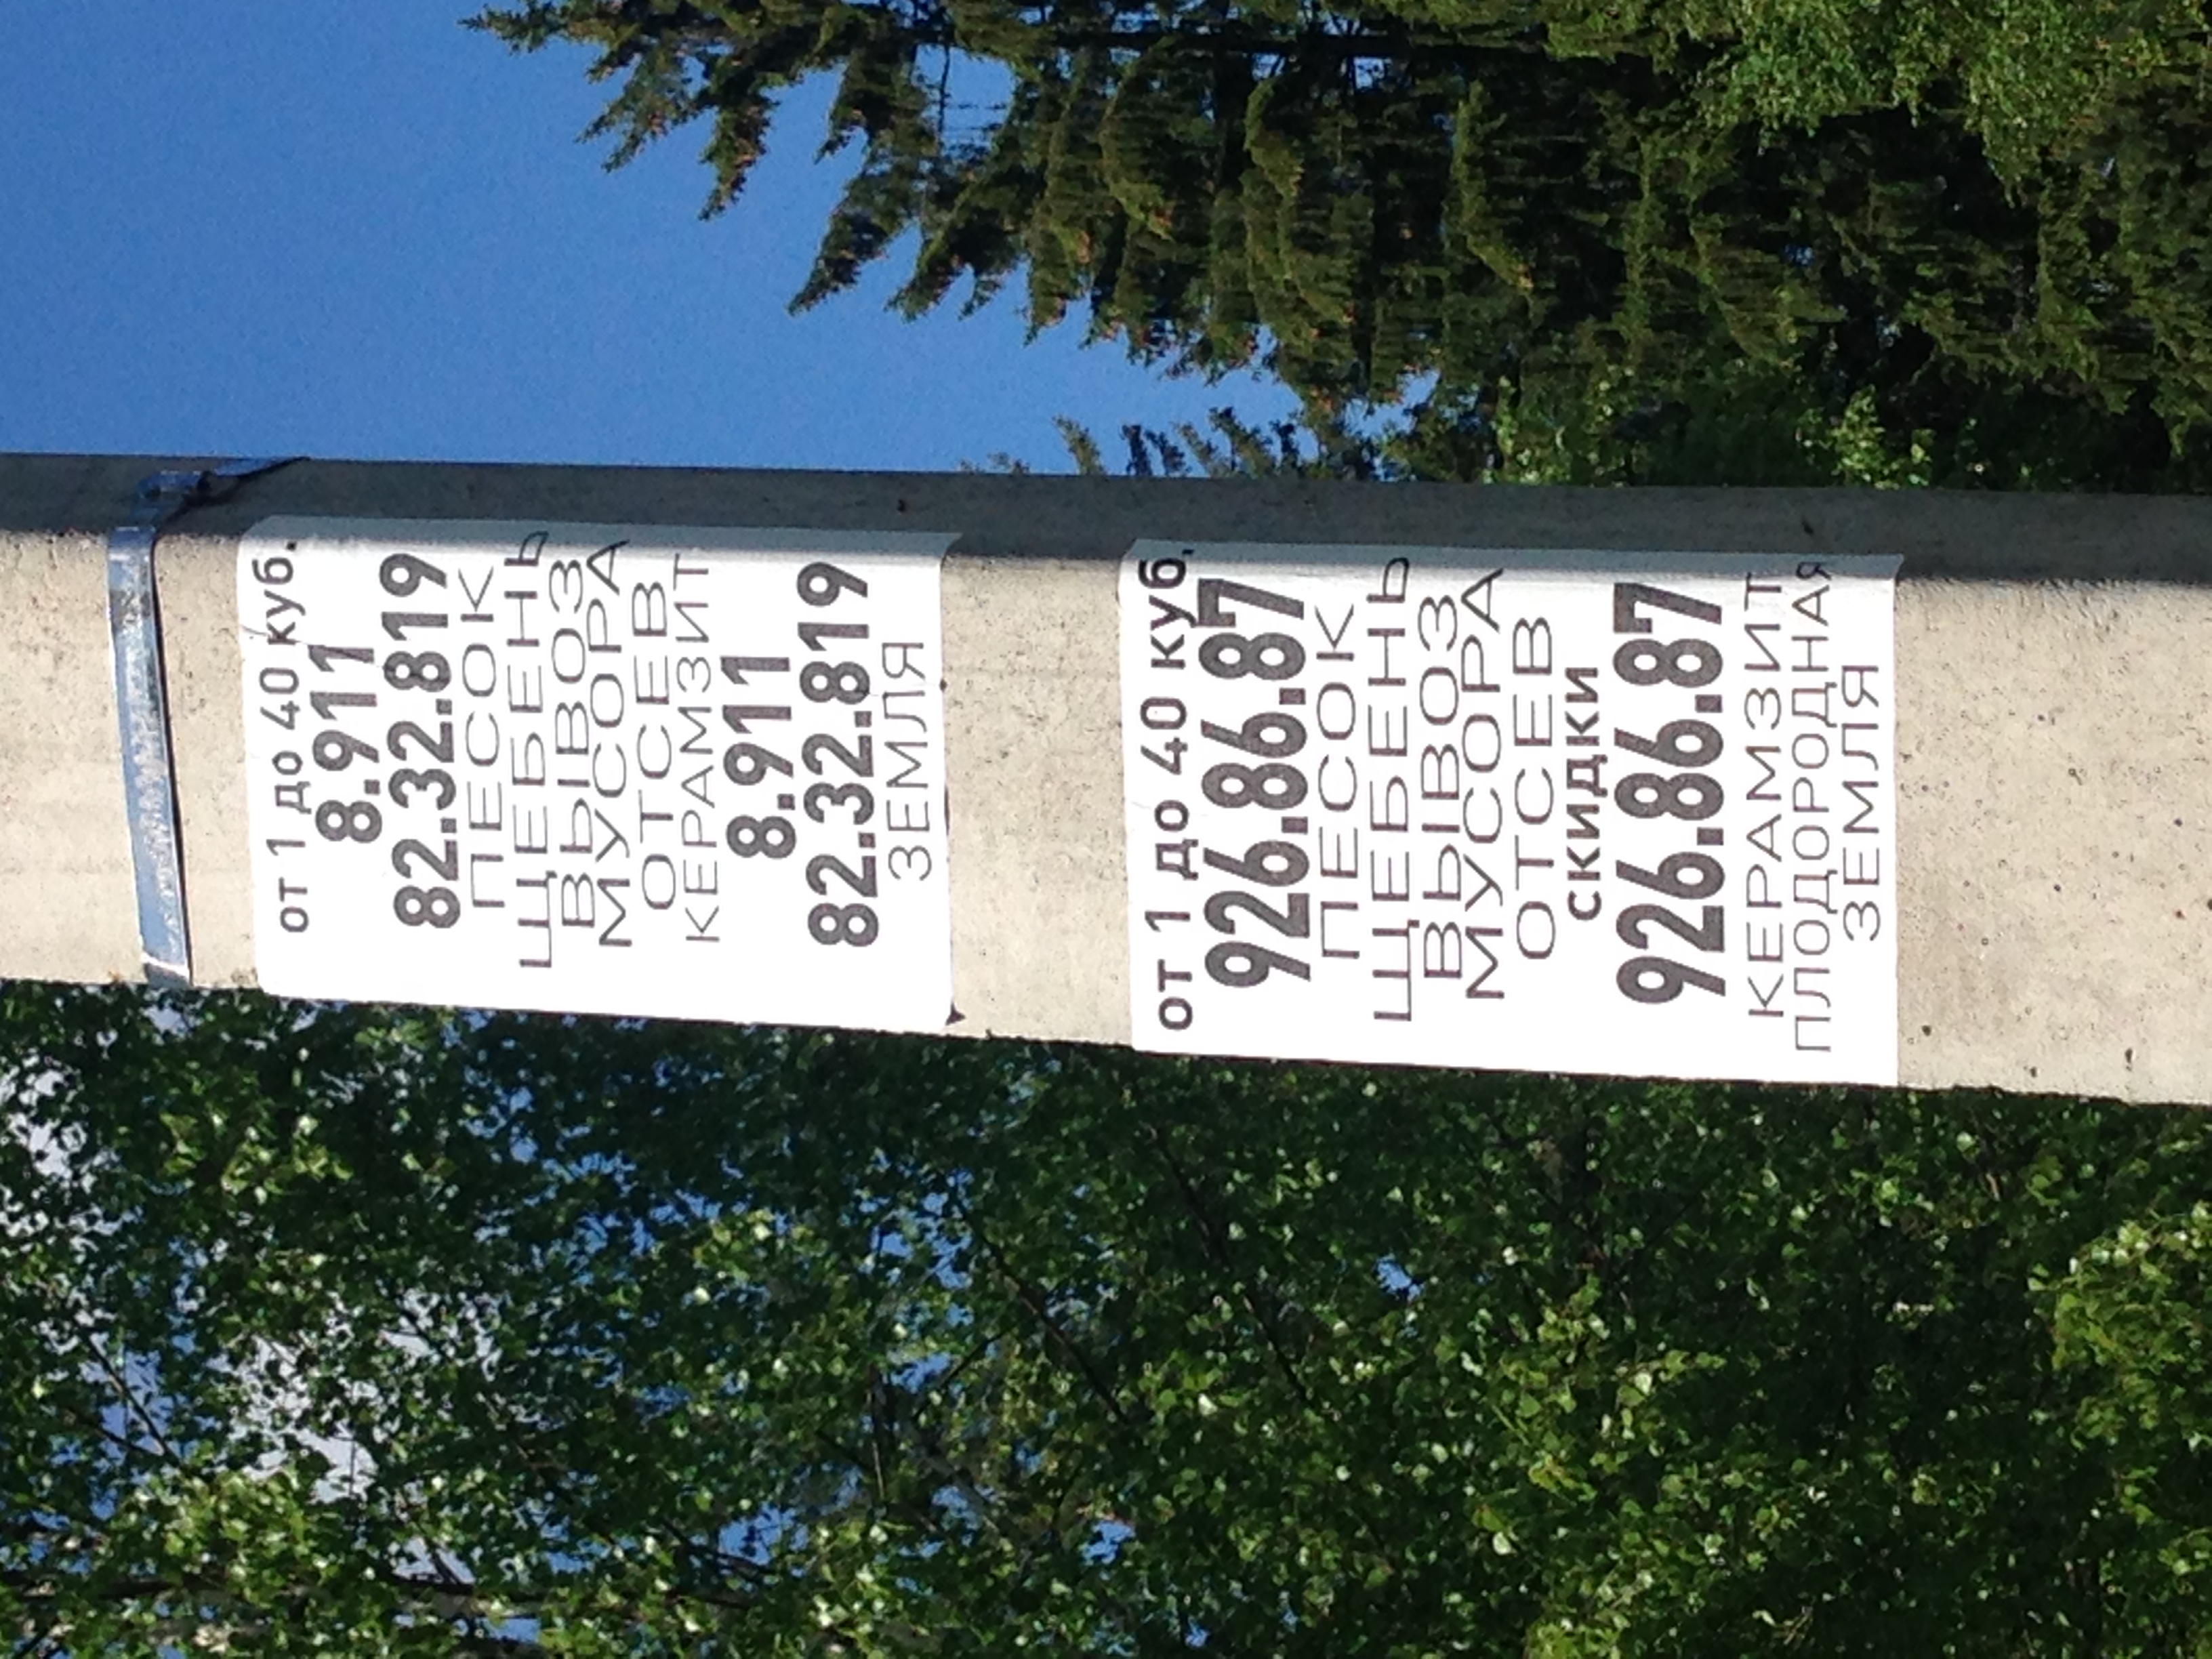 от 1 до 40 куб.
8.911
82.32.819
ПЕСОК
ЩЕБЕНЬ
ВЫВОЗ
МУСОРА
ОТСЕВ
КЕРАМЗИТ
8.911
82.32.819
ЗЕМЛЯ
от 1 до 40 куб.
926.86.87
ПЕСОК
ЩЕБЕНЬ
ВЫВОЗ
МУСОРА
ОТСЕВ
СКИДКИ
926.86.87
КЕРАМЗИТ
ПЛОДОРОДНАЯ
ЗЕМЛЯ